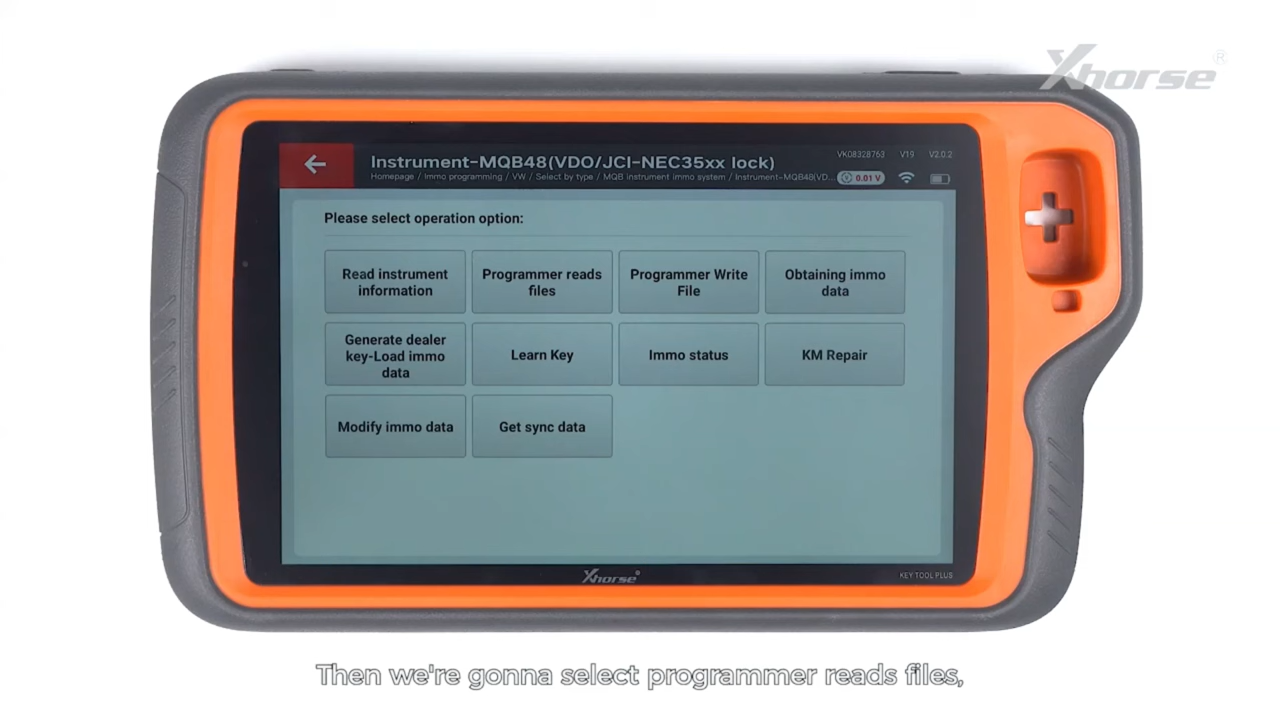 Xhorse®
Instrument-MQB48(VDO/JCI-NEC35xx lock)
VK08328763 V19 V2.0.2
Homepage / Immo programming / VW / Select by type / MQB instrument immo system / Instrument-MQB48(VD...
0.01 V
Please select operation option:
Read instrument
information
Programmer reads
files
Programmer Write
File
Obtaining immo
data
Generate dealer
key-Load immo
data
Learn Key
Immo status
KM Repair
Modify immo data
Get sync data
Xhorse®
KEY TOOL PLUS
Then we're gonna select programmer reads files,